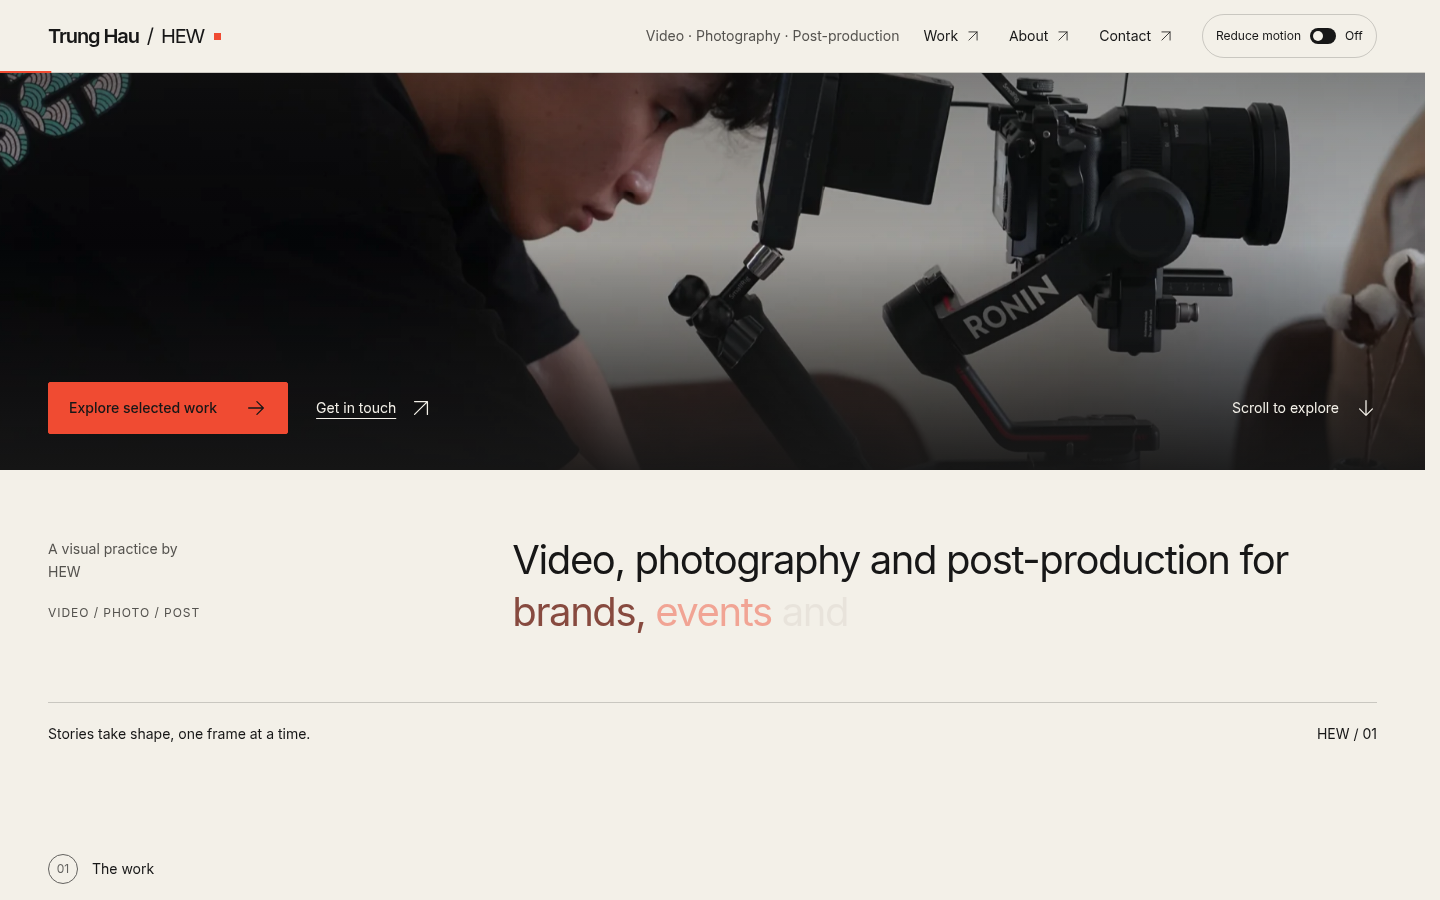 Trung Hau / HEW
Video · Photography · Post-production
Work
About
Contact
Reduce motion
Off
RONIN
Explore selected work
Get in touch
Scroll to explore
A visual practice by
HEW
VIDEO / PHOTO / POST
Video, photography and post-production for
brands, events and
Stories take shape, one frame at a time.
HEW / 01
01
The work